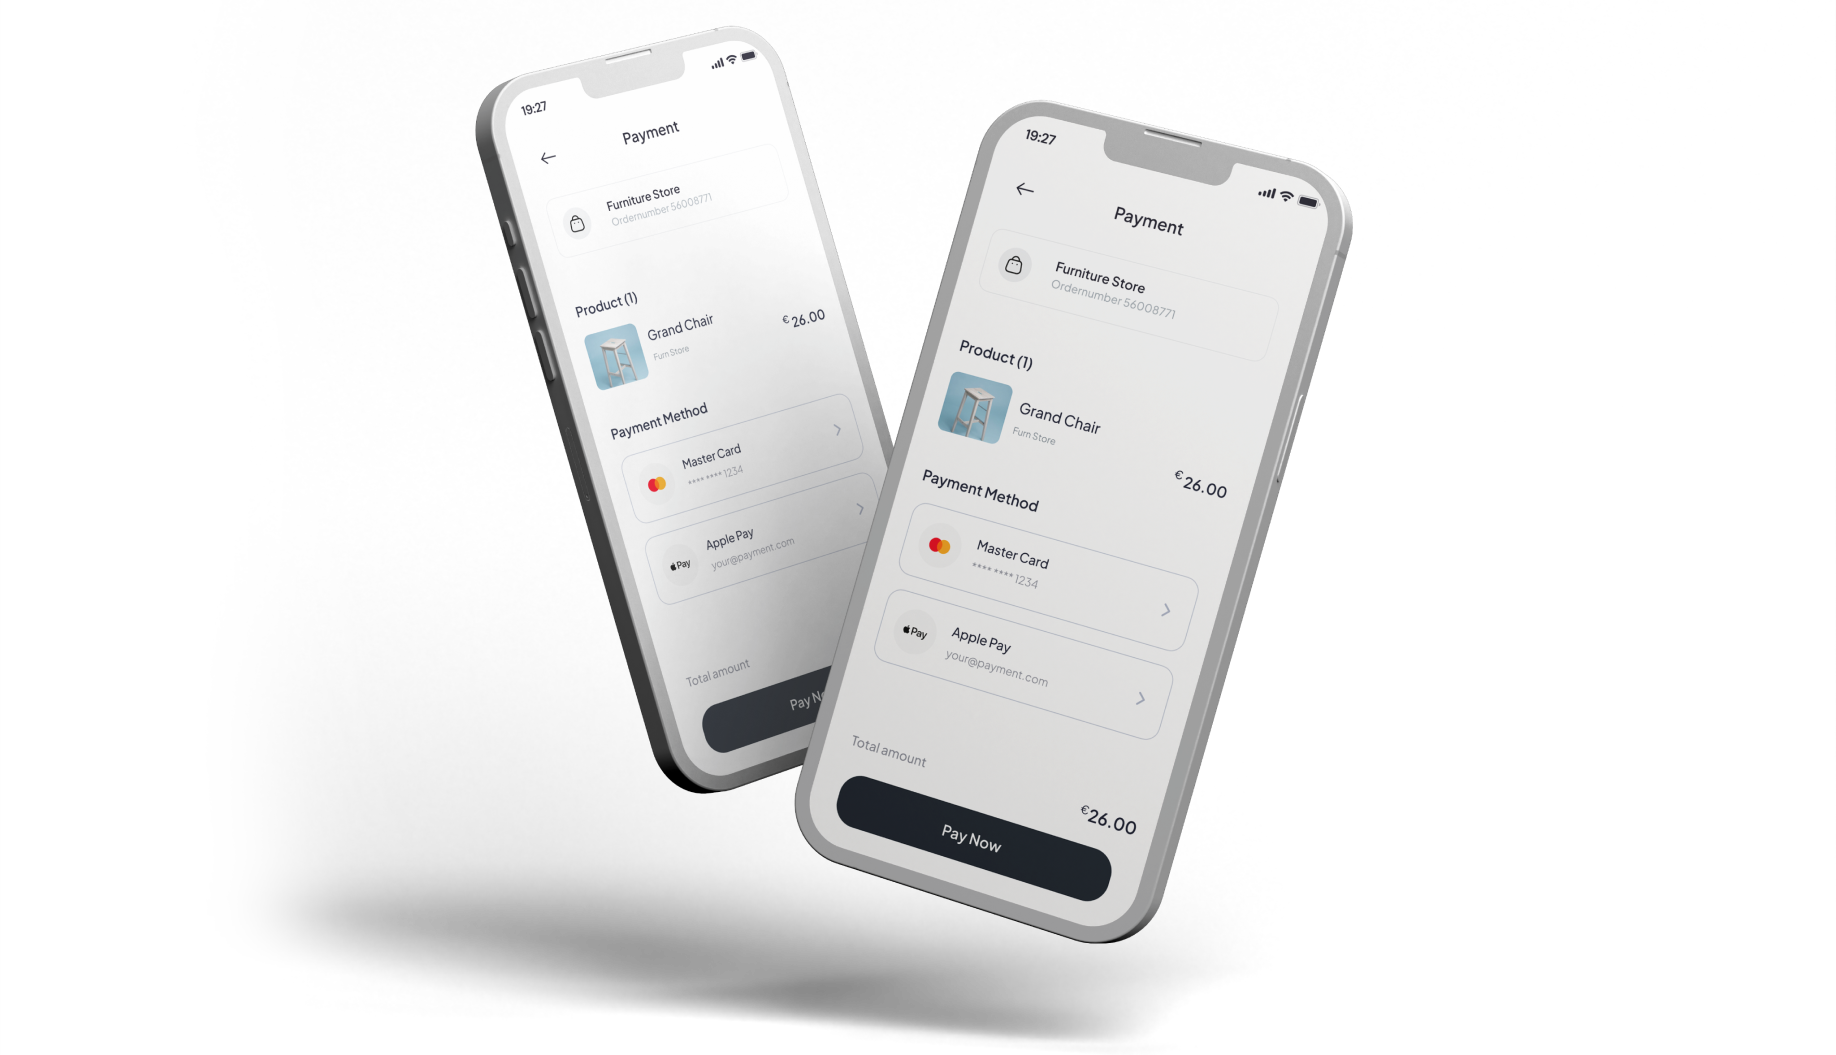 19:27
Payment
Furniture Store
Ordernumber 56008771
Product (1)
Grand Chair
Furn Store
€ 26.00
Payment Method
Master Card
**** **** 1234
Pay
Apple Pay
your@payment.com
Total amount
Pay No
19:27
Payment
Furniture Store
Ordernumber 56008771
Product (1)
Grand Chair
Furn Store
€26.00
Payment Method
Master Card
**** **** 1234
Pay
Apple Pay
your@payment.com
Total amount
€26.00
Pay Now